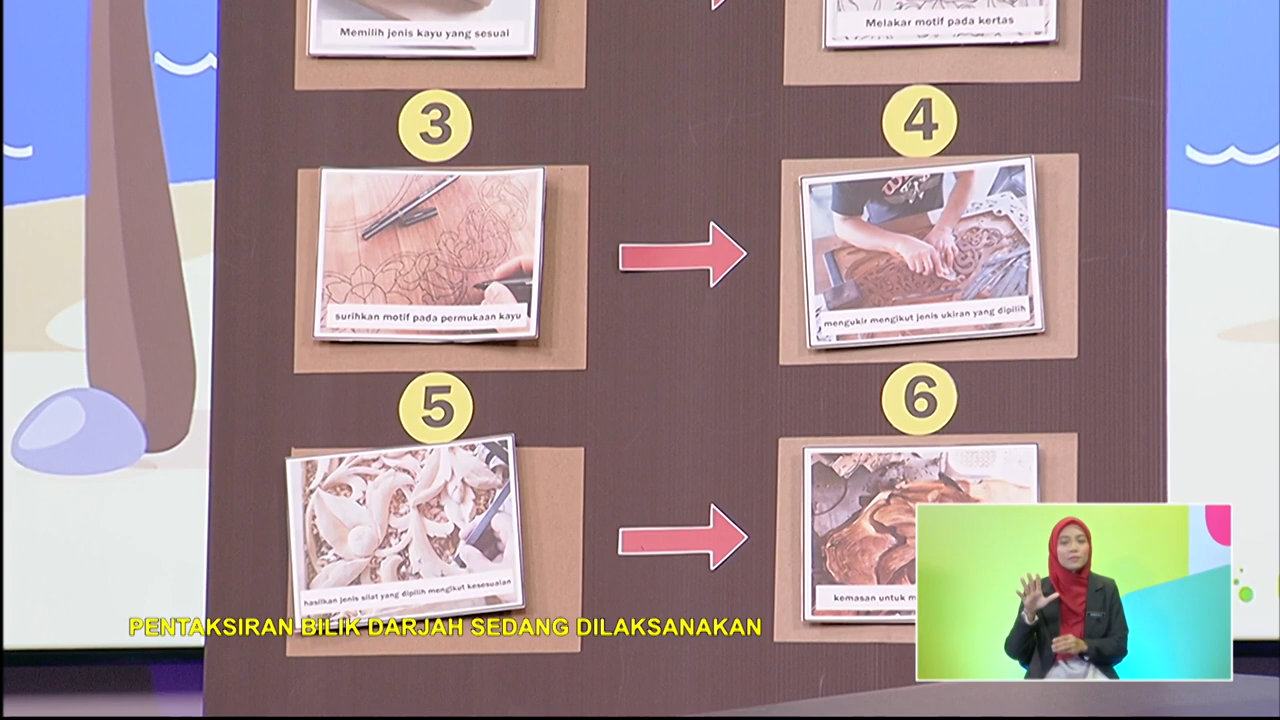 Memilih jenis kayu yang sesuai
Melakar motif pada kertas
3
4
surihkan motif pada permukaan kayu
mengukir mengikut jenis ukiran yang dipilih
5
6
hasilkan jenis silat yang dipilih mengikut kesesuaian
kemasan untuk
PENTAKSIRAN BILIK DARJAH SEDANG DILAKSANAKAN